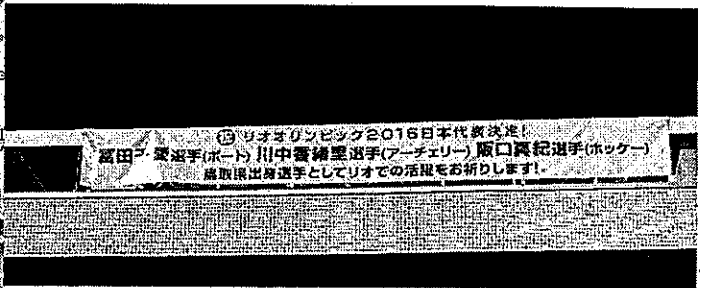 祝 リオオリンピック2016日本代表決定!
冨田千愛選手(ボート) 川中香緒里選手(アーチェリー) 阪口真紀選手(ホッケー)
鳥取県出身選手としてリオでの活躍をお祈りします!